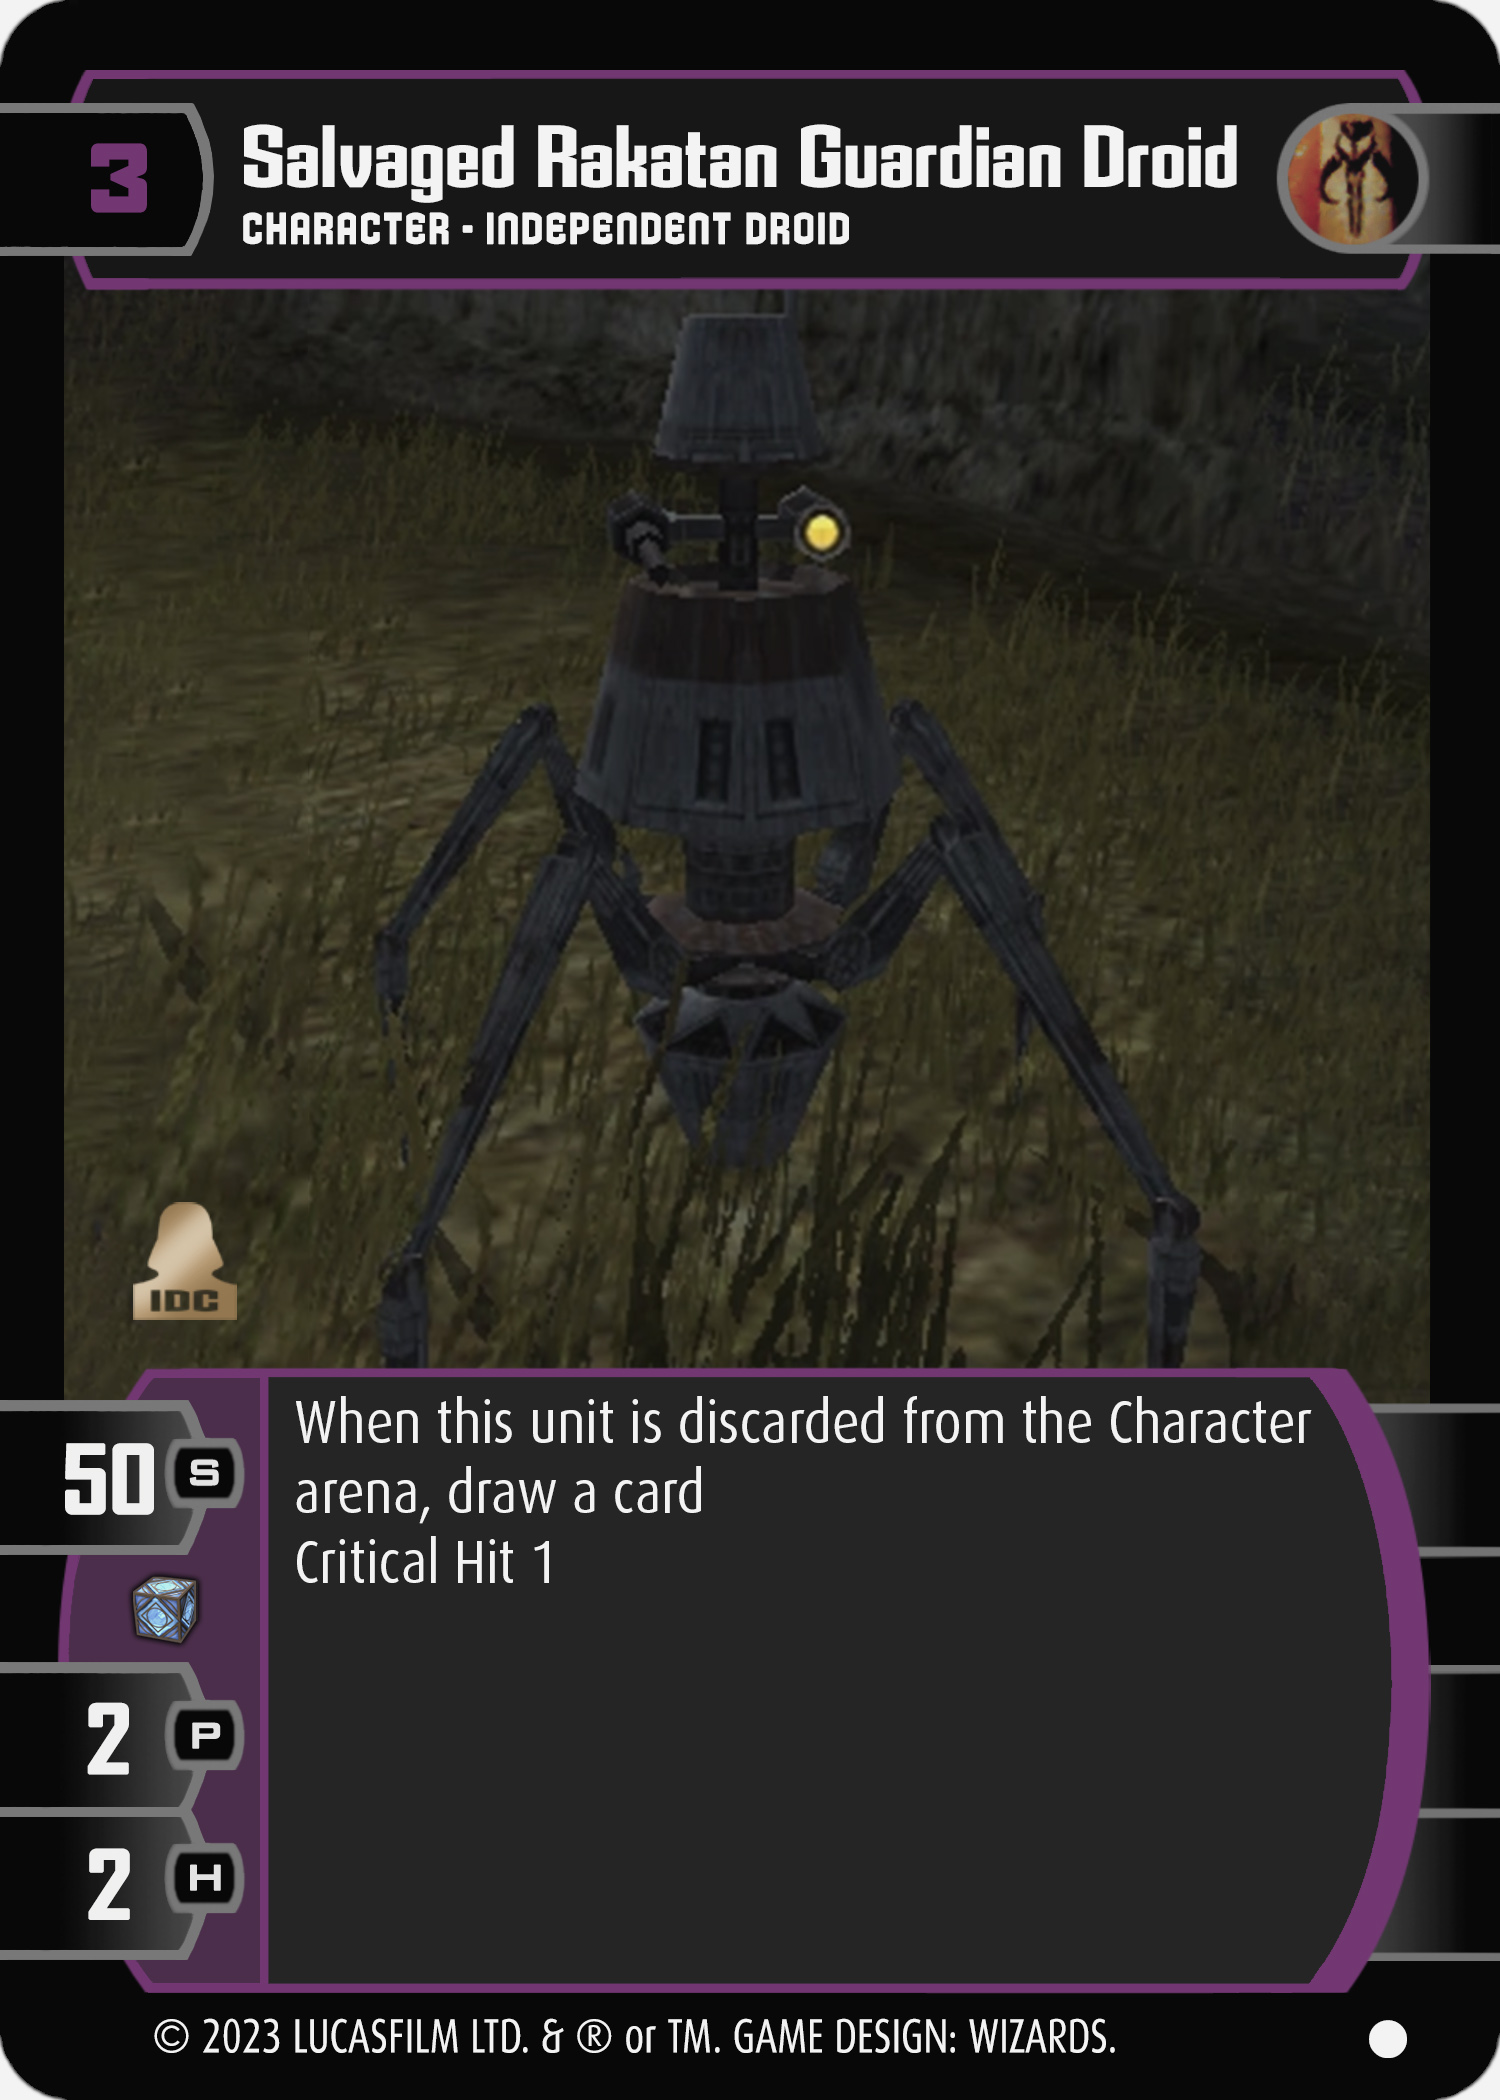 3
Salvaged Rakatan Guardian Droid
CHARACTER - INDEPENDENT DROID
IDC
50 S
When this unit is discarded from the Character
arena, draw a card
Critical Hit 1
2 P
2 H
© 2023 LUCASFILM LTD. & ® or TM. GAME DESIGN: WIZARDS.